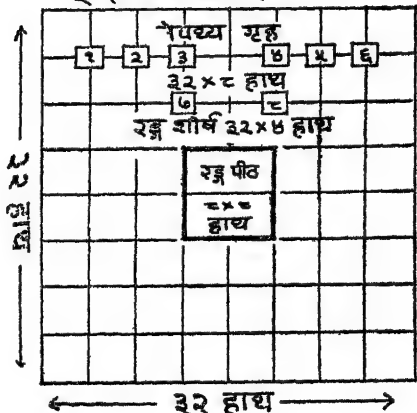 नेपथ्य गृह
१ २ ३ ४ ५ ६
३२×८ हाथ
७ ८
रङ्ग शीर्ष ३२×४ हाथ
रङ्ग पीठ
८×८
हाथ
३२ हाथ
३२ हाथ